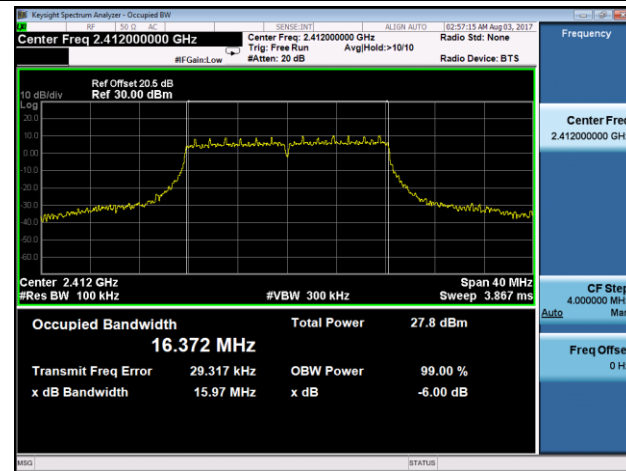 Keysight Spectrum Analyzer - Occupied BW
RF 50 Ω AC SENSE:INT ALIGN AUTO 02:57:15 AM Aug 03, 2017
Center Freq 2.412000000 GHz
Center Freq: 2.412000000 GHz
Radio Std: None
Trig: Free Run Avg|Hold:>10/10
#IFGain:Low
#Atten: 20 dB
Radio Device: BTS
Frequency
Ref Offset 20.5 dB
10 dB/div Ref 30.00 dBm
Log
20.0
10.0
0.00
-10.0
-20.0
-30.0
-40.0
-50.0
-60.0
Center 2.412 GHz
Span 40 MHz
#Res BW 100 kHz
#VBW 300 kHz
Sweep 3.867 ms
Occupied Bandwidth
16.372 MHz
Total Power 27.8 dBm
Transmit Freq Error 29.317 kHz OBW Power 99.00 %
x dB Bandwidth 15.97 MHz x dB -6.00 dB
Center Fre
2.412000000 GH
CF Step
4.000000 MH
Auto Ma
Freq Offse
0 H
MSG STATUS